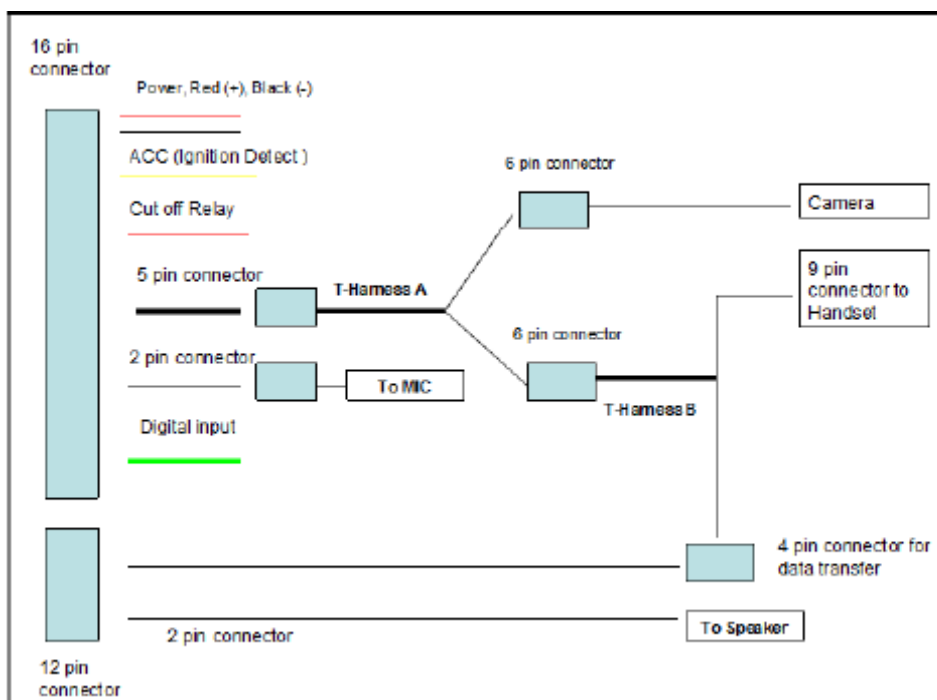 16 pin
connector
Power, Red (+), Black (-)
ACC (Ignition Detect )
6 pin connector
Cut off Relay
Camera
5 pin connector
T-Harness A
9 pin
connector to
Handset
6 pin connector
2 pin connector
To MIC
T-Harness B
Digital input
4 pin connector for
data transfer
2 pin connector
To Speaker
12 pin
connector